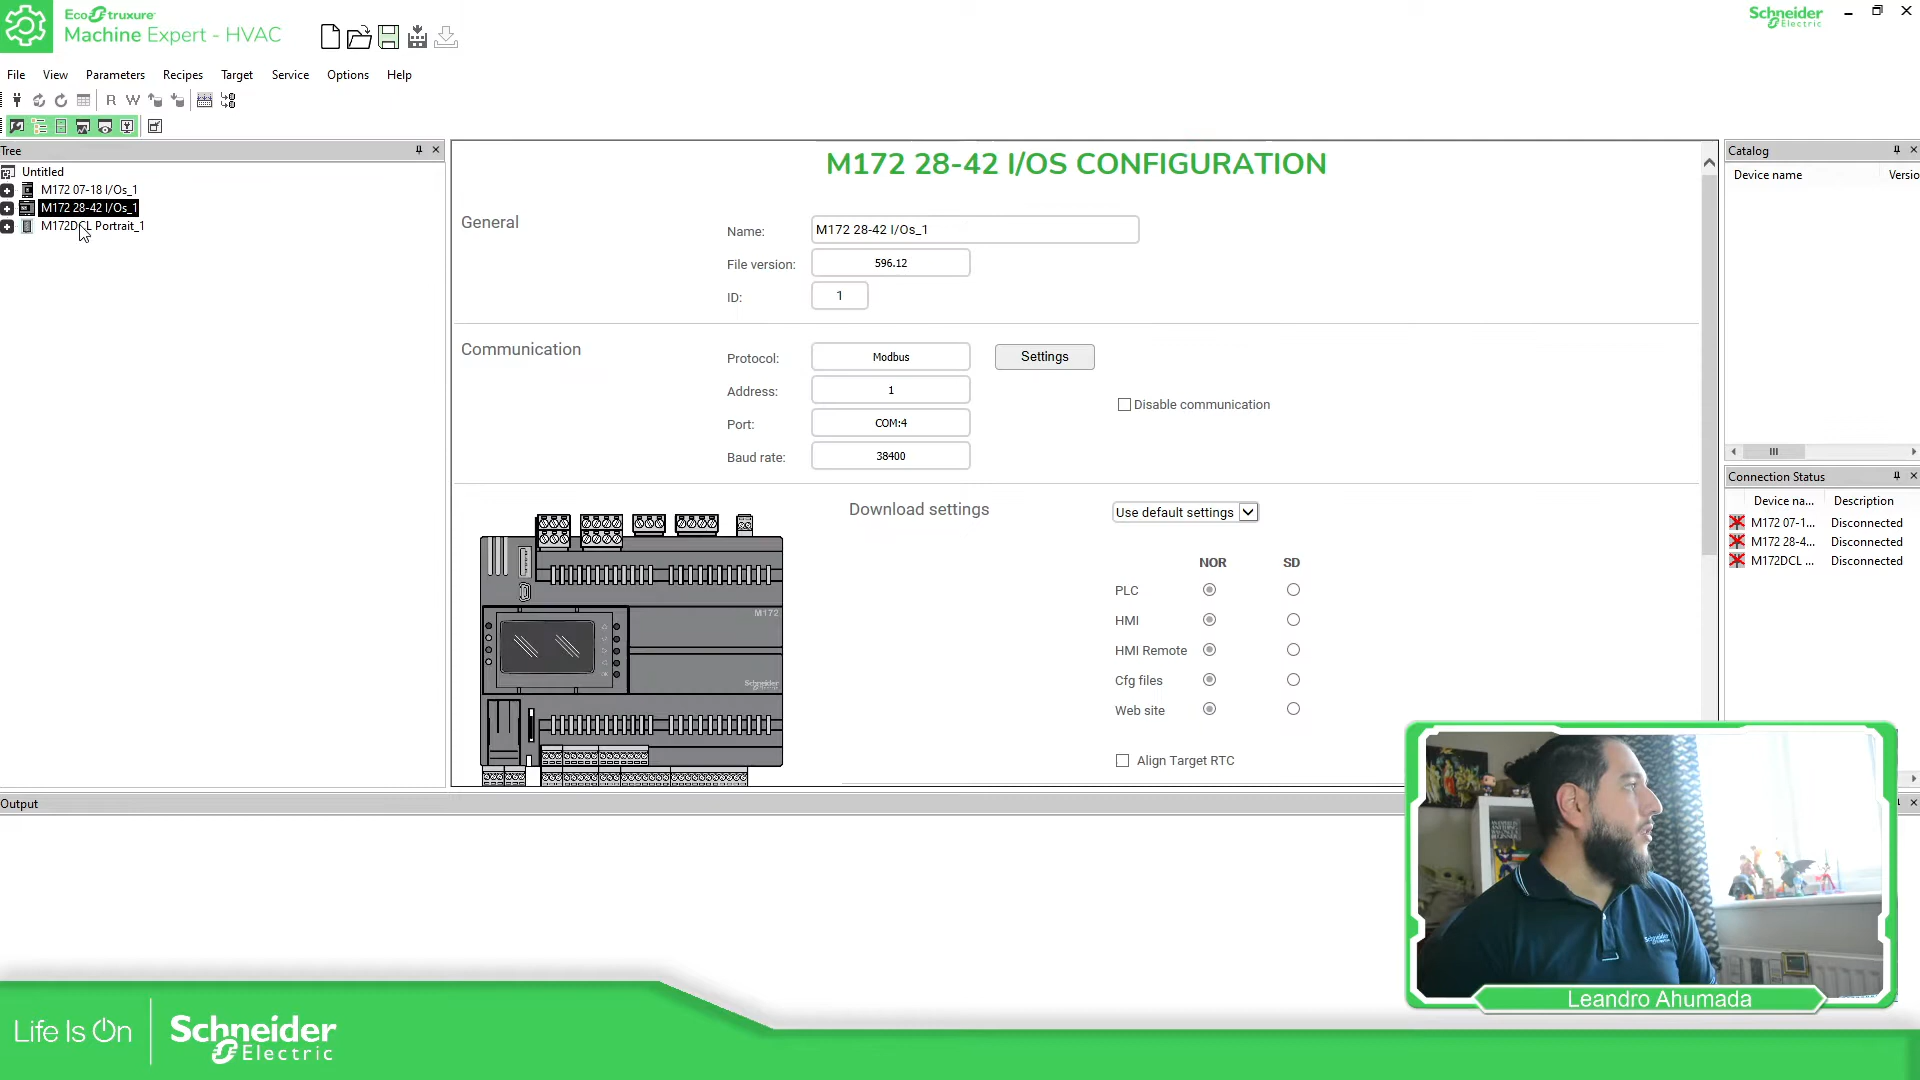 EcoStruxure
Machine Expert - HVAC
Schneider
Electric
File View Parameters Recipes Target Service Options Help
R W
Tree
Untitled
M172 07-18 I/Os_1
M172 28-42 I/Os_1
M172DCL Portrait_1
M172 28-42 I/OS CONFIGURATION
General
Name: M172 28-42 I/Os_1
File version: 596.12
ID: 1
Communication
Protocol: Modbus Settings
Address: 1
Disable communication
Port: COM:4
Baud rate: 38400
Download settings Use default settings
NOR SD
PLC
HMI
HMI Remote
Cfg files
Web site
Align Target RTC
M172
Schneider
Catalog
Device name Versio
Connection Status
Device na... Description
M172 07-1... Disconnected
M172 28-4... Disconnected
M172DCL ... Disconnected
Output
Schneider
Leandro Ahumada
Life Is On
Schneider
Electric